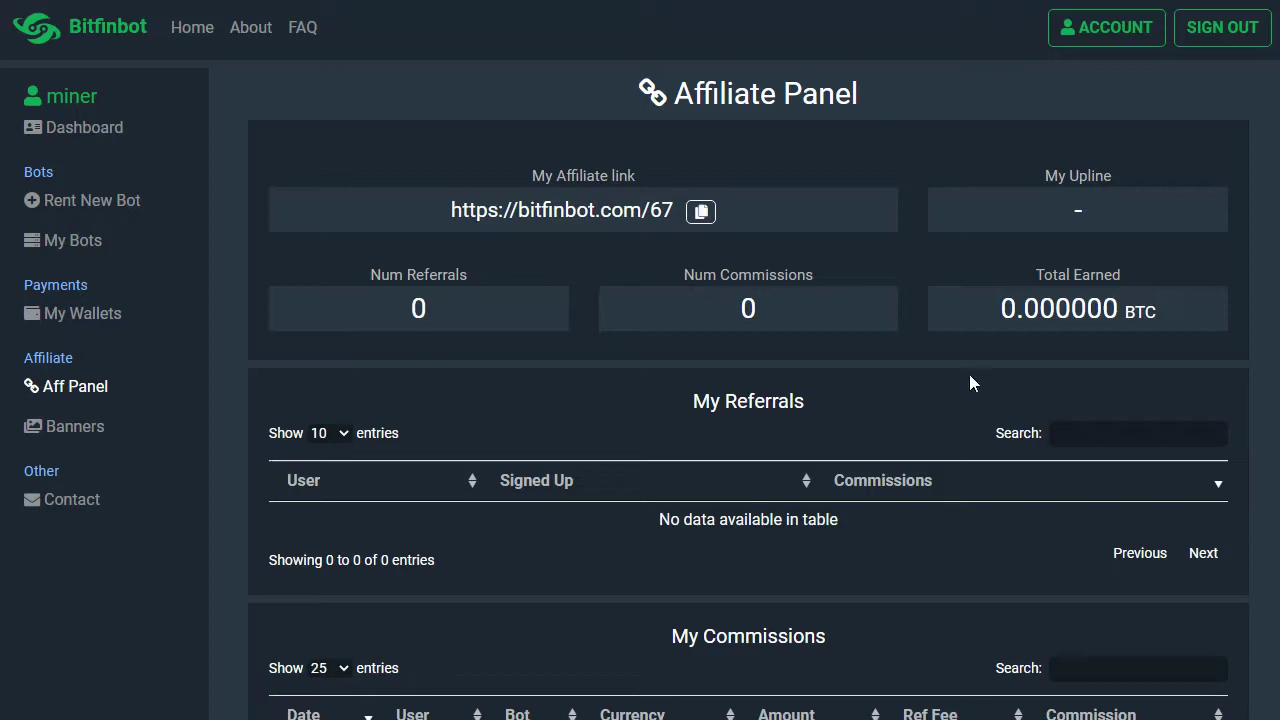 Bitfinbot Home About FAQ ACCOUNT SIGN OUT
miner
Dashboard
Bots
Rent New Bot
My Bots
Payments
My Wallets
Affiliate
Aff Panel
Banners
Other
Contact
Affiliate Panel
My Affiliate link My Upline
https://bitfinbot.com/67 -
Num Referrals Num Commissions Total Earned
0 0 0.000000 BTC
My Referrals
Show 10 entries Search:
User Signed Up Commissions
No data available in table
Showing 0 to 0 of 0 entries Previous Next
My Commissions
Show 25 entries Search:
Date User Bot Currency Amount Ref Fee Commission